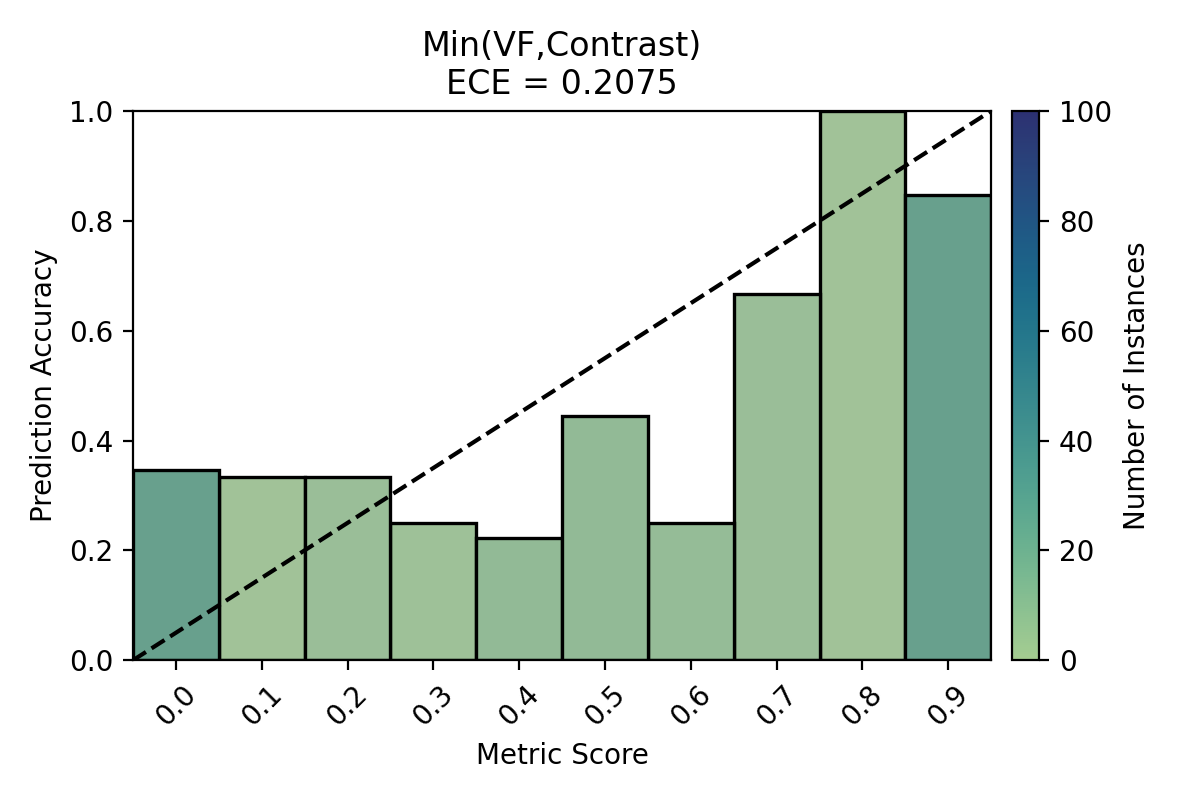 Min(VF,Contrast)
ECE = 0.2075
1.0
0.8
0.6
0.4
0.2
0.0
Prediction Accuracy
0.0 0.1 0.2 0.3 0.4 0.5 0.6 0.7 0.8 0.9
Metric Score
100
80
60
40
20
0
Number of Instances